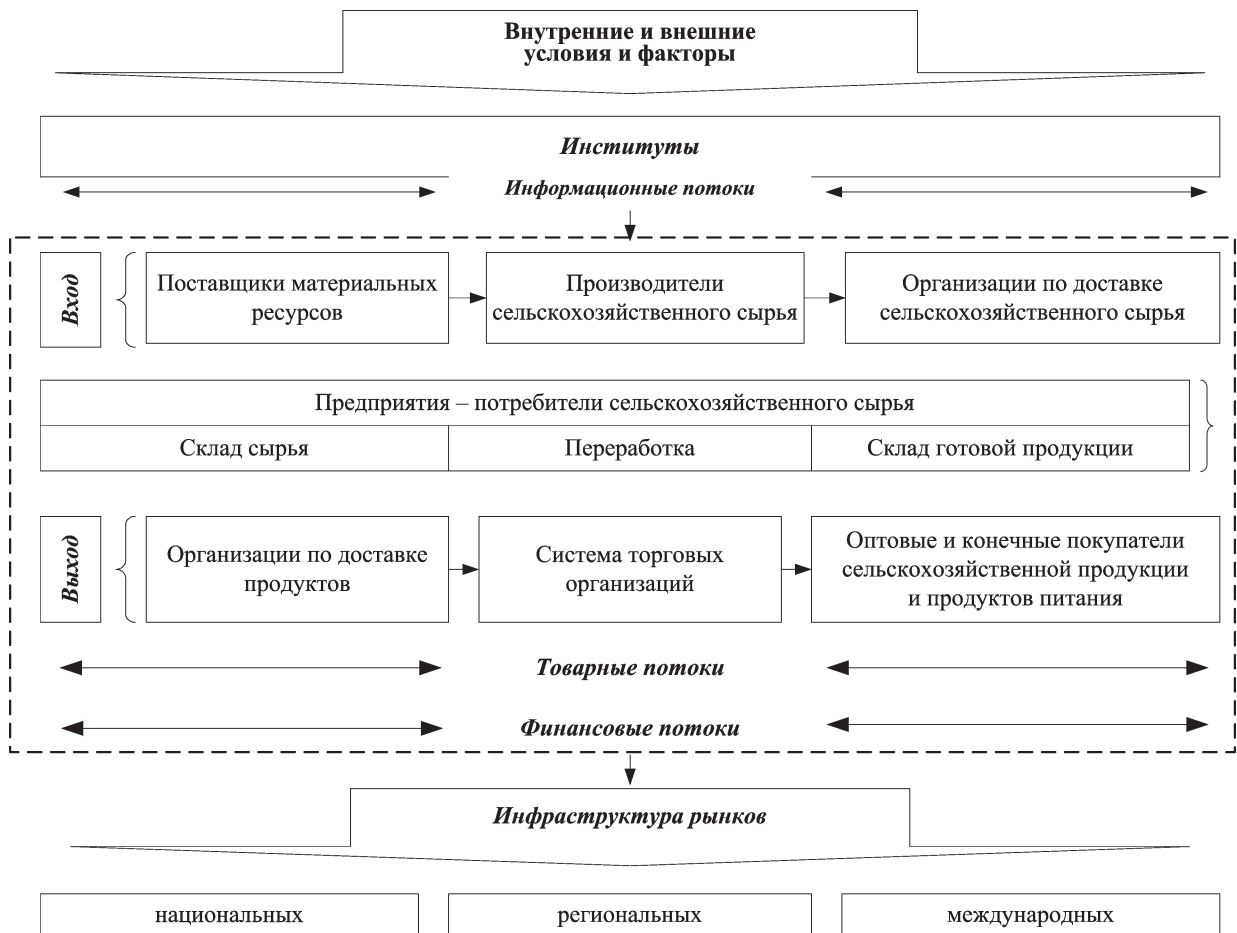 Внутренние и внешние
условия и факторы
Институты
Информационные потоки
Вход
Поставщики материальных
ресурсов
Производители
сельскохозяйственного сырья
Организации по доставке
сельскохозяйственного сырья
Предприятия – потребители сельскохозяйственного сырья
Склад сырья
Переработка
Склад готовой продукции
Выход
Организации по доставке
продуктов
Система торговых
организаций
Оптовые и конечные покупатели
сельскохозяйственной продукции
и продуктов питания
Товарные потоки
Финансовые потоки
Инфраструктура рынков
национальных
региональных
международных